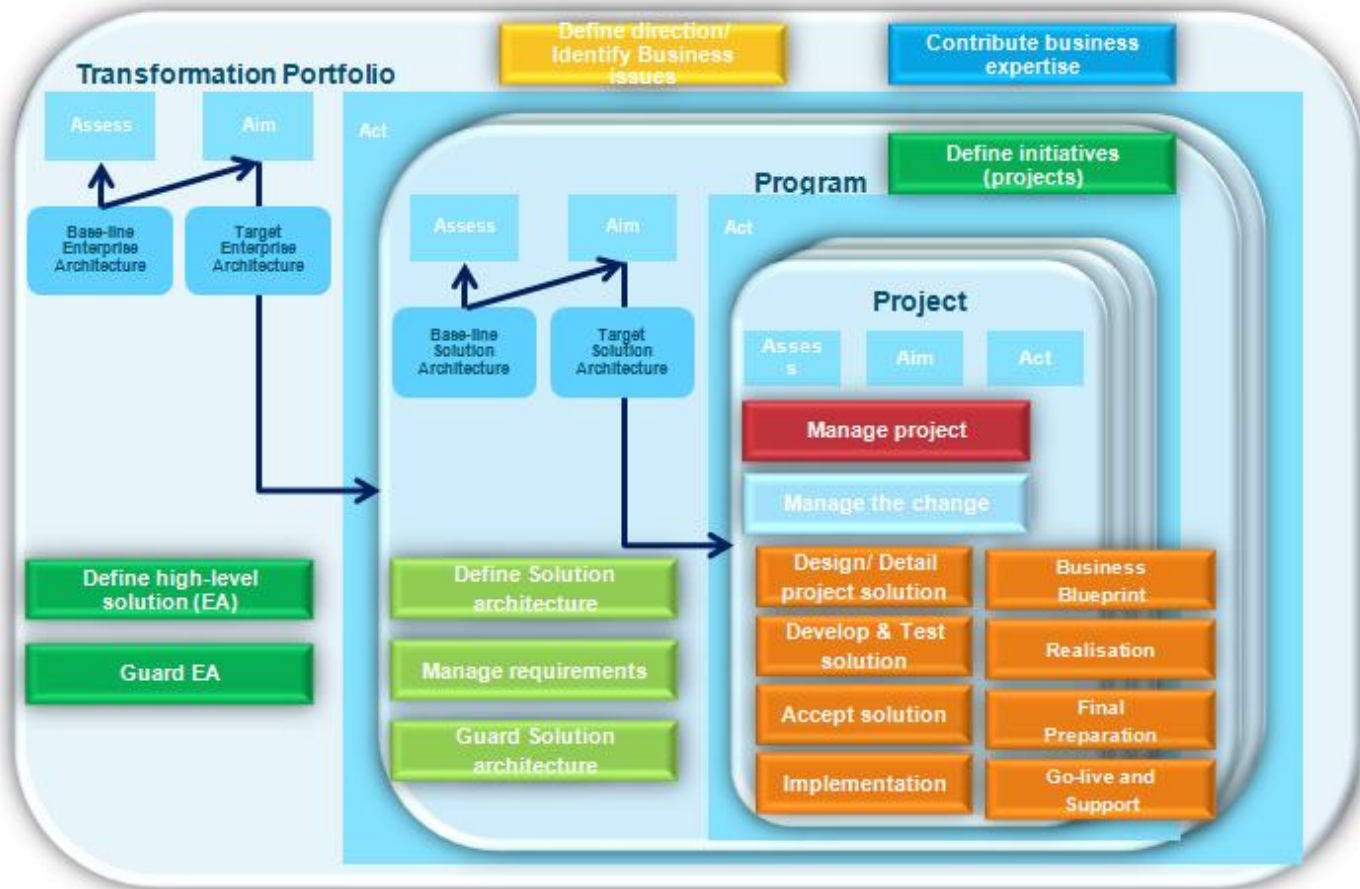 Define direction/
Identify Business
issues
Contribute business
expertise
Transformation Portfolio
Assess
Aim
Act
Define initiatives
(projects)
Program
Base-line
Enterprise
Architecture
Target
Enterprise
Architecture
Assess
Aim
Act
Project
Base-line
Solution
Architecture
Target
Solution
Architecture
Asses
s
Aim
Act
Manage project
Manage the change
Define high-level
solution (EA)
Guard EA
Define Solution
architecture
Manage requirements
Guard Solution
architecture
Design/ Detail
project solution
Develop & Test
solution
Accept solution
Implementation
Business
Blueprint
Realisation
Final
Preparation
Go-live and
Support